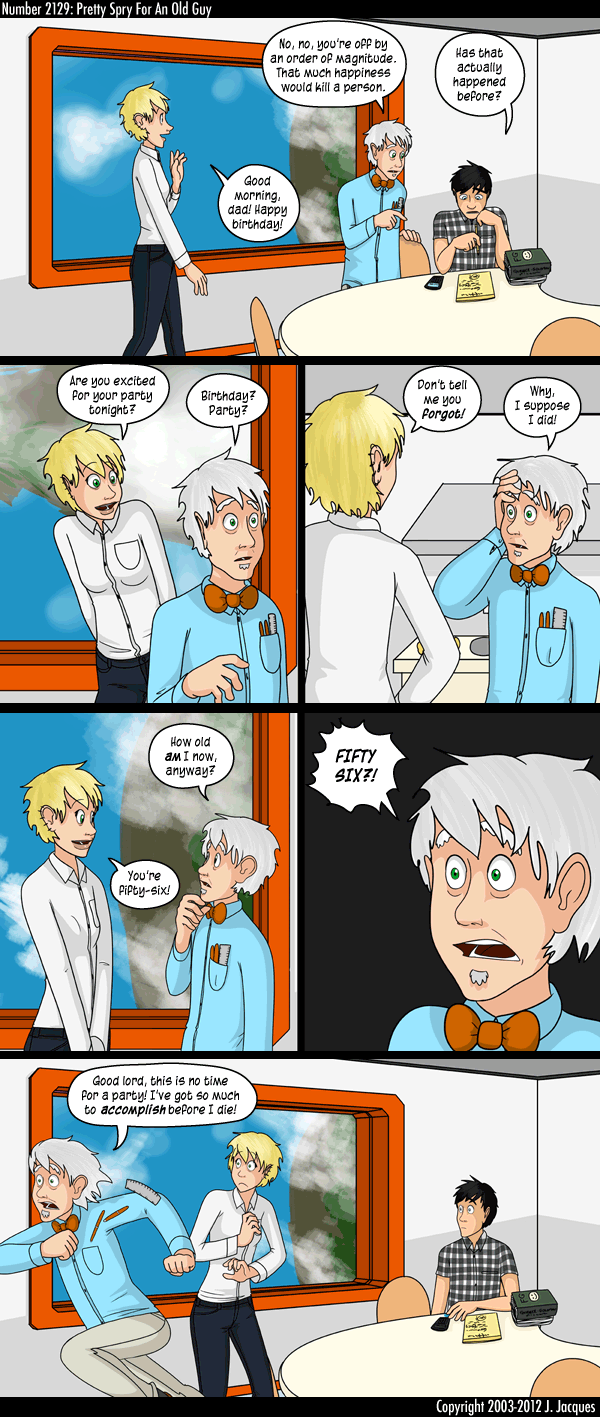 Number 2129: Pretty Spry For An Old Guy
No, no, you're off by
an order of magnitude.
That much happiness
would kill a person.
Has that
actually
happened
before?
Good
morning,
dad! Happy
birthday!
Are you excited
for your party
tonight?
Birthday?
Party?
Don't tell
me you
forgot!
Why,
I suppose
I did!
How old
am I now,
anyway?
You're
fifty-six!
FIFTY
SIX?!
Good lord, this is no time
for a party! I've got so much
to accomplish before I die!
Copyright 2003-2012 J. Jacques